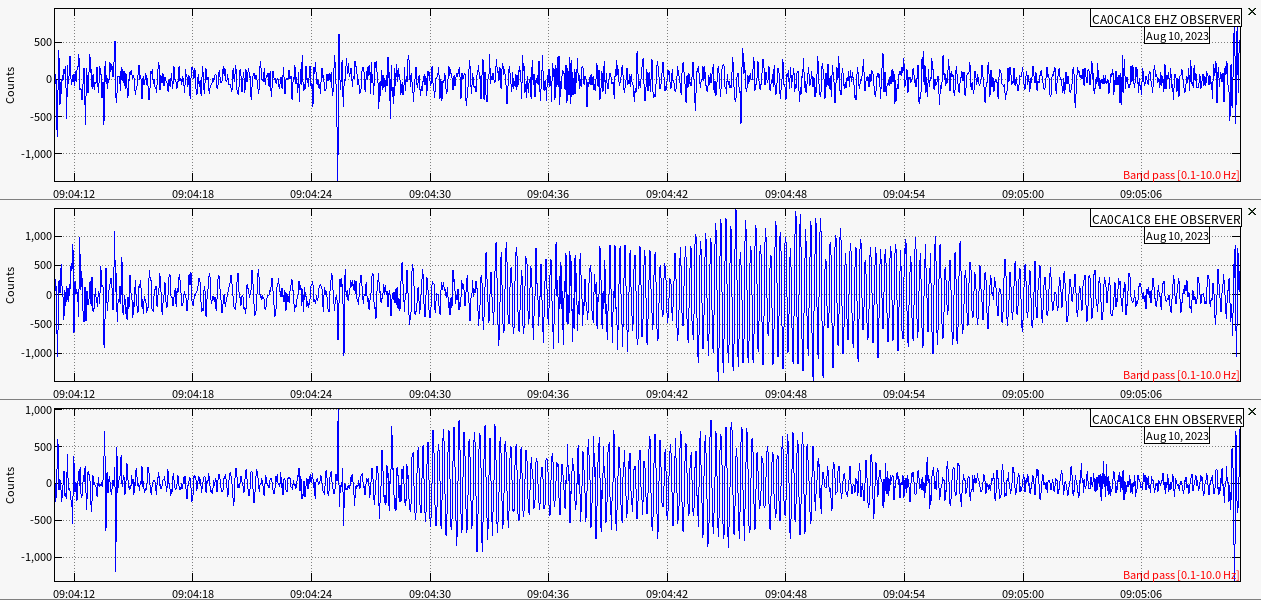 CA0CA1C8 EHZ OBSERVER ×
Aug 10, 2023
500
0
-500
-1,000
Counts
Band pass [0.1-10.0 Hz]
09:04:12 09:04:18 09:04:24 09:04:30 09:04:36 09:04:42 09:04:48 09:04:54 09:05:00 09:05:06
CA0CA1C8 EHE OBSERVER ×
Aug 10, 2023
1,000
500
0
-500
-1,000
Counts
Band pass [0.1-10.0 Hz]
09:04:12 09:04:18 09:04:24 09:04:30 09:04:36 09:04:42 09:04:48 09:04:54 09:05:00 09:05:06
CA0CA1C8 EHN OBSERVER ×
1,000
Aug 10, 2023
500
0
-500
-1,000
Counts
Band pass [0.1-10.0 Hz]
09:04:12 09:04:18 09:04:24 09:04:30 09:04:36 09:04:42 09:04:48 09:04:54 09:05:00 09:05:06